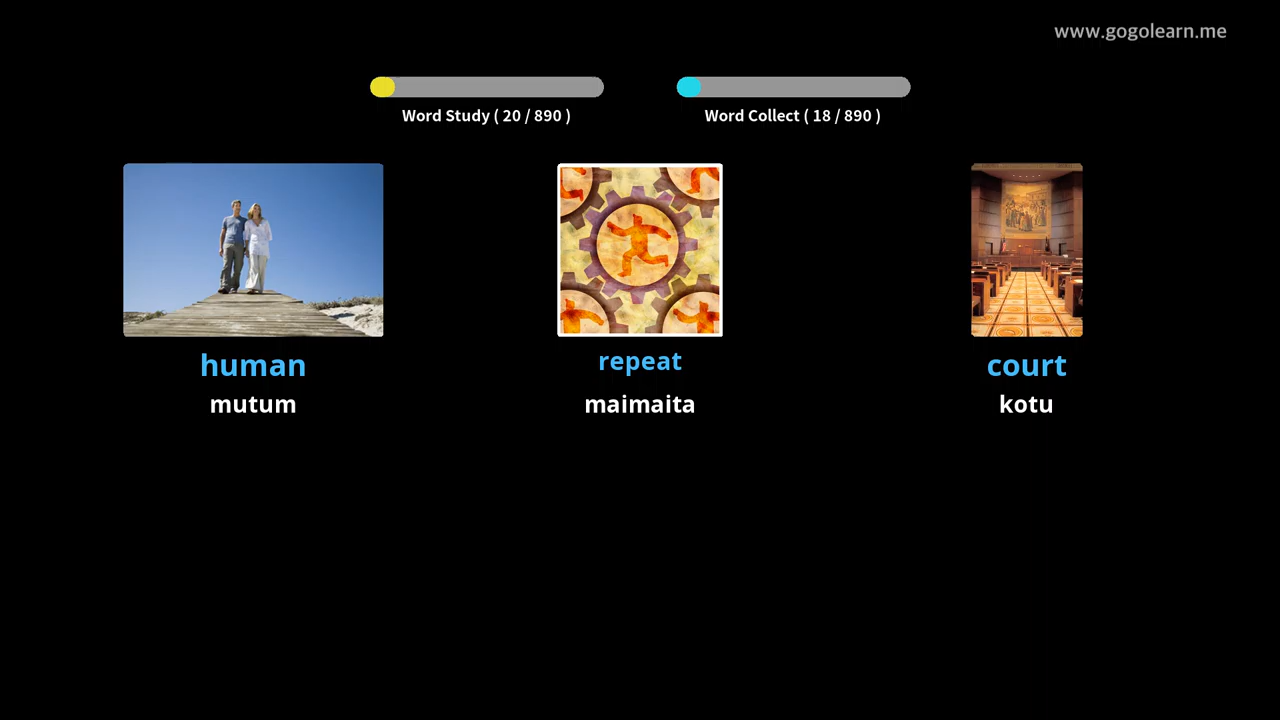 www.gogolearn.me
Word Study ( 20 / 890 )
Word Collect ( 18 / 890 )
human
repeat
court
mutum
maimaita
kotu